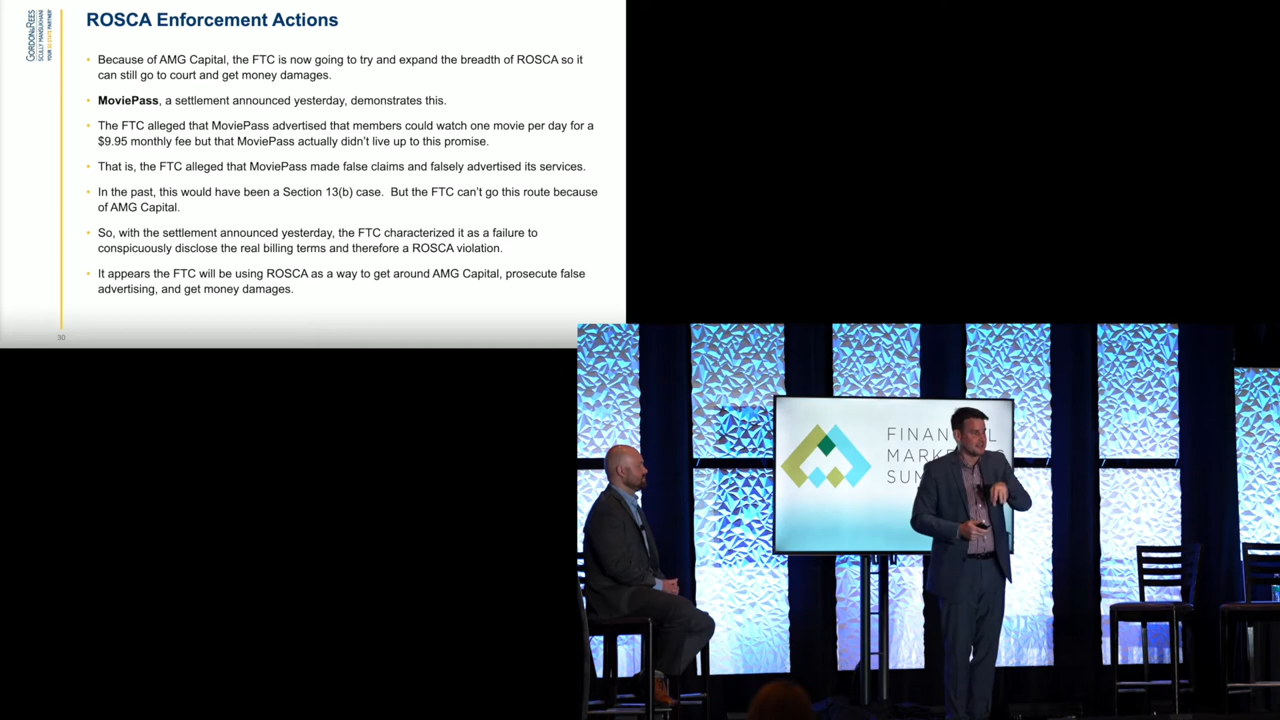 GORDON&REES
SCULLY MANSUKHANI
YOUR 50 STATE PARTNER
ROSCA Enforcement Actions
• Because of AMG Capital, the FTC is now going to try and expand the breadth of ROSCA so it
can still go to court and get money damages.
• MoviePass, a settlement announced yesterday, demonstrates this.
• The FTC alleged that MoviePass advertised that members could watch one movie per day for a
$9.95 monthly fee but that MoviePass actually didn't live up to this promise.
• That is, the FTC alleged that MoviePass made false claims and falsely advertised its services.
• In the past, this would have been a Section 13(b) case. But the FTC can't go this route because
of AMG Capital.
• So, with the settlement announced yesterday, the FTC characterized it as a failure to
conspicuously disclose the real billing terms and therefore a ROSCA violation.
• It appears the FTC will be using ROSCA as a way to get around AMG Capital, prosecute false
advertising, and get money damages.
30